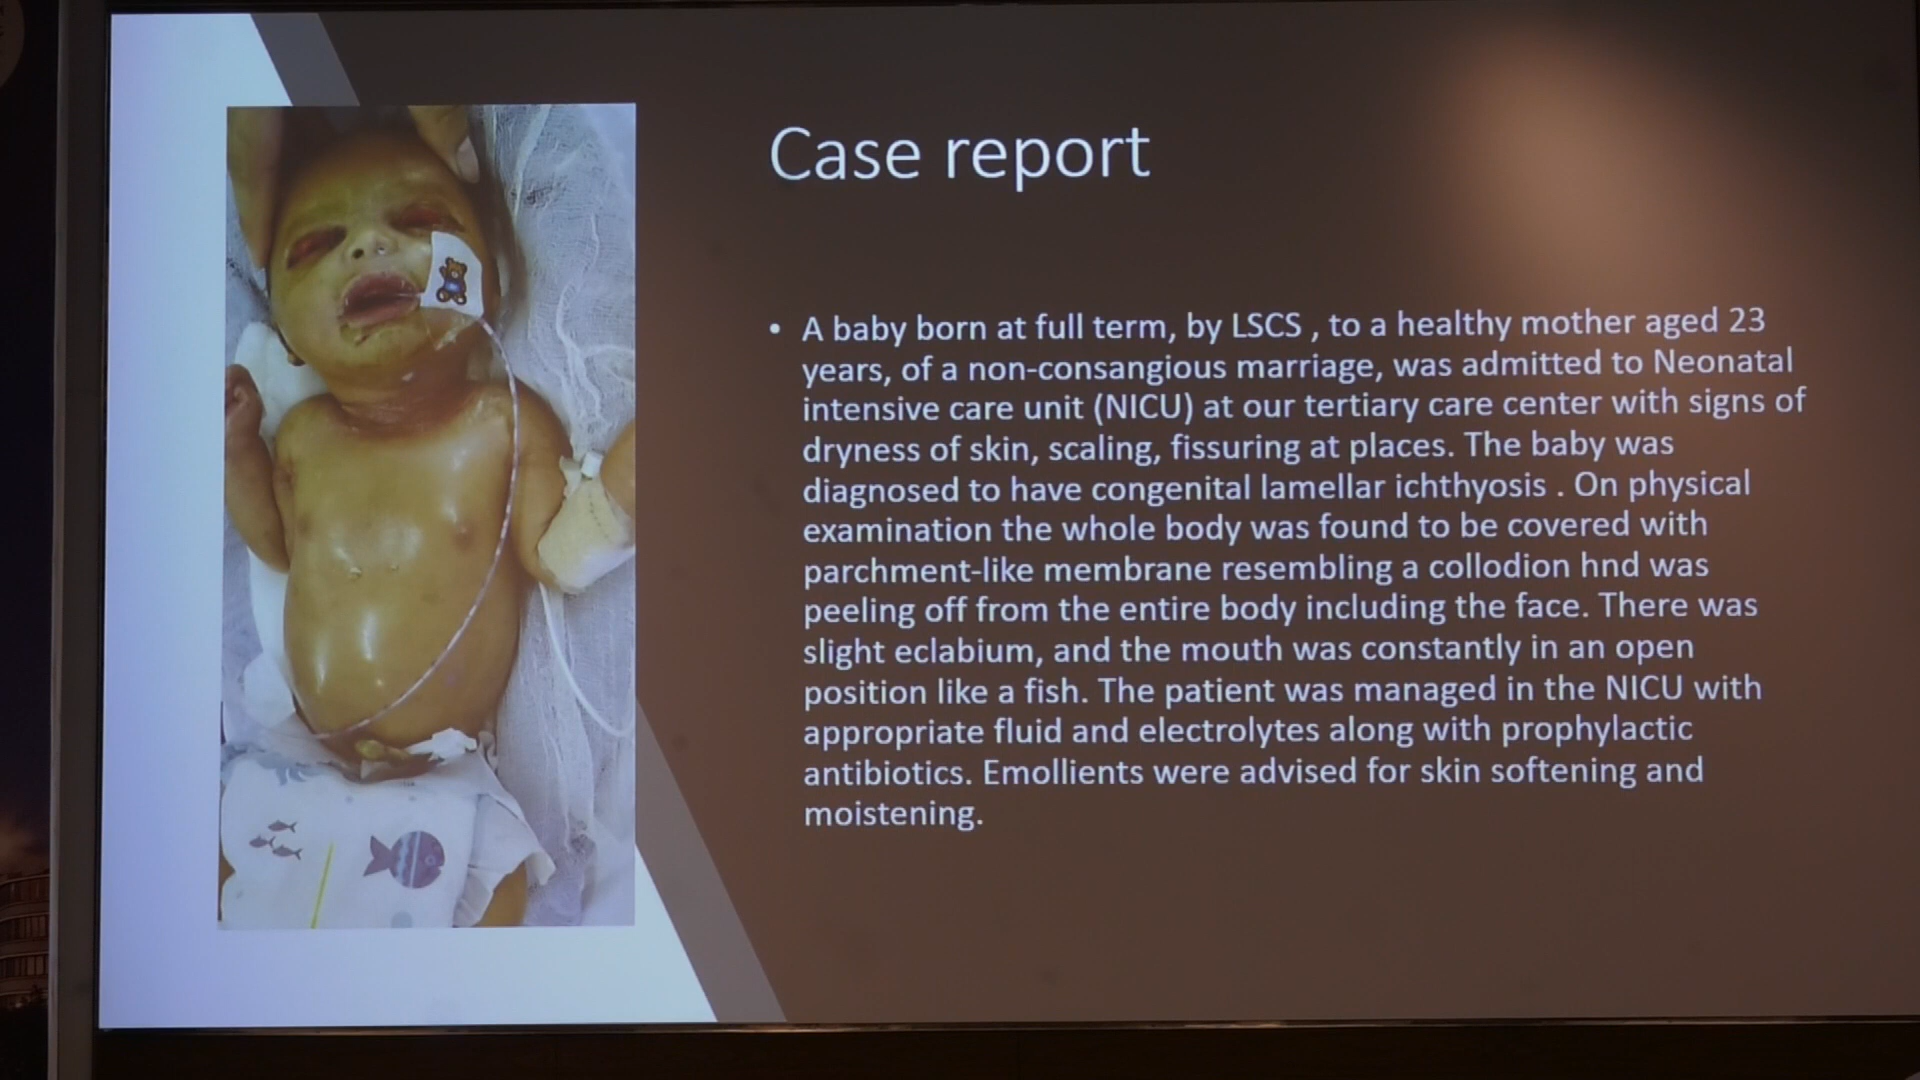 Case report
• A baby born at full term, by LSCS , to a healthy mother aged 23
years, of a non-consangious marriage, was admitted to Neonatal
intensive care unit (NICU) at our tertiary care center with signs of
dryness of skin, scaling, fissuring at places. The baby was
diagnosed to have congenital lamellar ichthyosis . On physical
examination the whole body was found to be covered with
parchment-like membrane resembling a collodion hnd was
peeling off from the entire body including the face. There was
slight eclabium, and the mouth was constantly in an open
position like a fish. The patient was managed in the NICU with
appropriate fluid and electrolytes along with prophylactic
antibiotics. Emollients were advised for skin softening and
moistening.